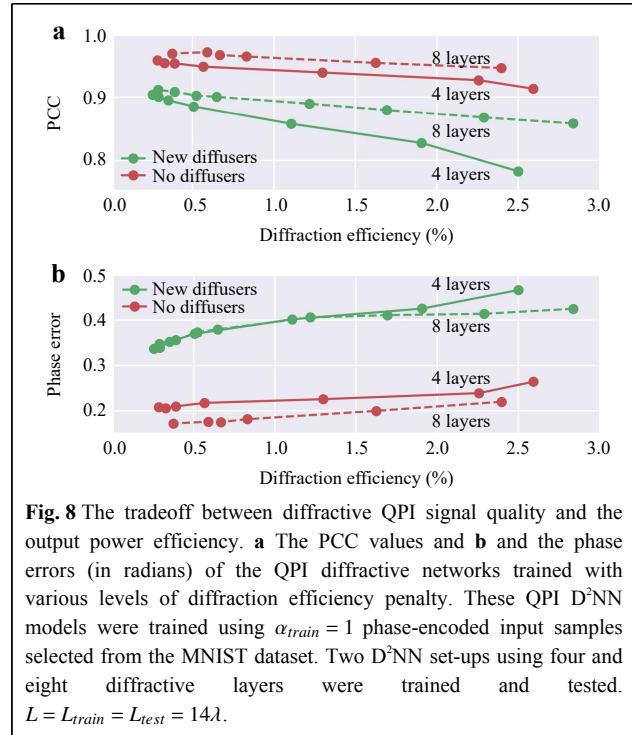 a
1.0
0.9
0.8
PCC
8 layers
4 layers
8 layers
4 layers
New diffusers
No diffusers
0.0 0.5 1.0 1.5 2.0 2.5 3.0
Diffraction efficiency (%)
b
0.5
0.4
0.3
0.2
Phase error
New diffusers
No diffusers
4 layers
8 layers
4 layers
8 layers
0.0 0.5 1.0 1.5 2.0 2.5 3.0
Diffraction efficiency (%)
Fig. 8 The tradeoff between diffractive QPI signal quality and the
output power efficiency. a The PCC values and b and the phase
errors (in radians) of the QPI diffractive networks trained with
various levels of diffraction efficiency penalty. These QPI D²NN
models were trained using α_train = 1 phase-encoded input samples
selected from the MNIST dataset. Two D²NN set-ups using four and
eight diffractive layers were trained and tested.
L = L_train = L_test = 14λ.